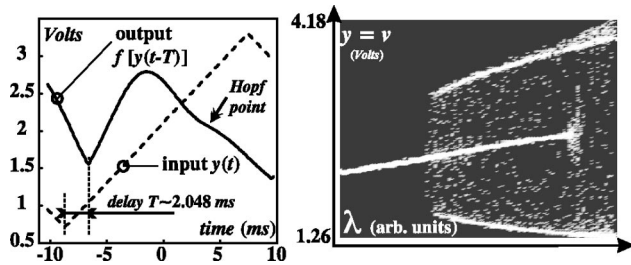 Volts
output
f [y(t-T)]
Hopf
point
input y(t)
delay T~2.048 ms
time (ms)
3
2.5
2
1.5
1
0.5
-10
-5
0
5
10
4.18
y = v
(Volts)
λ (arb. units)
1.26